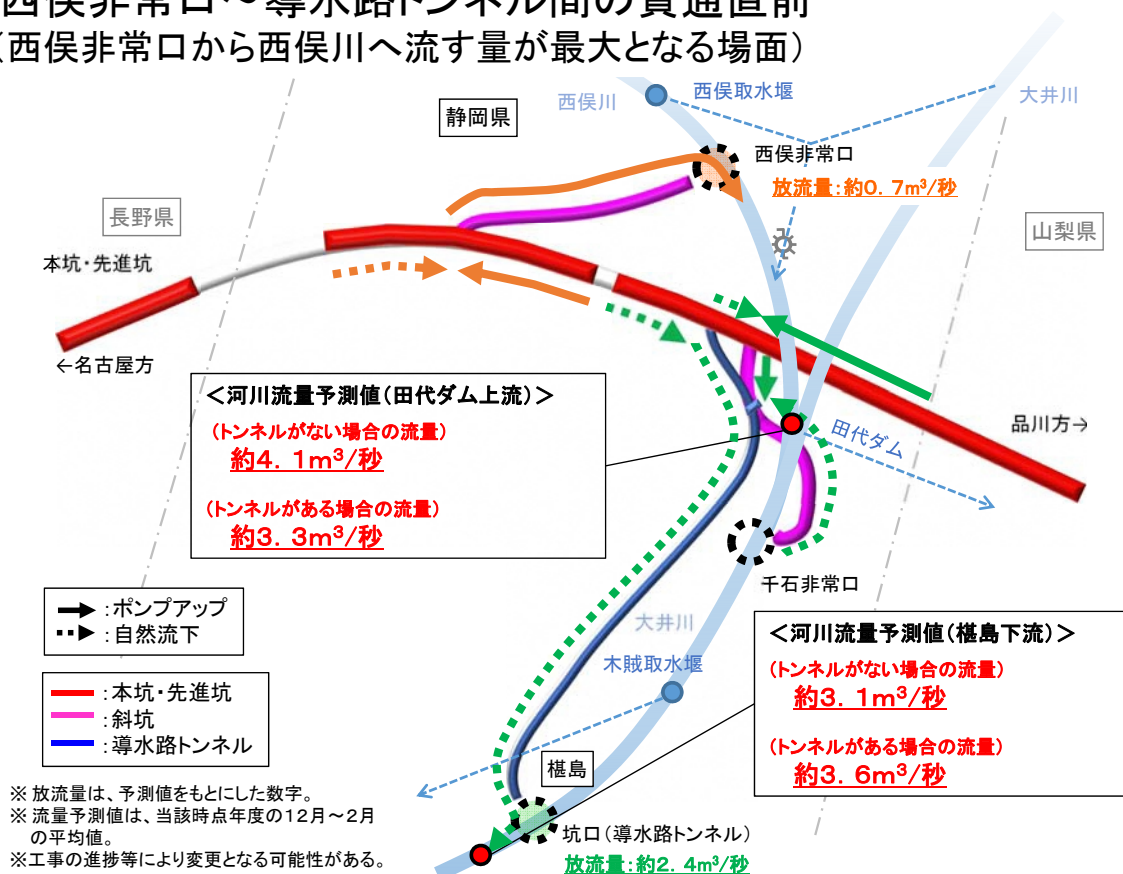 西俣非常口～導水路トンネル間の貫通直前
（西俣非常口から西俣川へ流す量が最大となる場面）
西俣川
西俣取水堰
大井川
静岡県
西俣非常口
放流量：約０．７m³/秒
長野県
山梨県
本坑・先進坑
←名古屋方
＜河川流量予測値（田代ダム上流）＞
（トンネルがない場合の流量）
約４．１m³/秒
（トンネルがある場合の流量）
約３．３m³/秒
田代ダム
品川方→
千石非常口
：ポンプアップ
：自然流下
大井川
木賊取水堰
＜河川流量予測値（椹島下流）＞
（トンネルがない場合の流量）
約３．１m³/秒
（トンネルがある場合の流量）
約３．６m³/秒
：本坑・先進坑
：斜坑
：導水路トンネル
椹島
※ 放流量は、予測値をもとにした数字。
※ 流量予測値は、当該時点年度の１２月～２月
の平均値。
※工事の進捗等により変更となる可能性がある。
坑口（導水路トンネル）
放流量：約２．４m³/秒